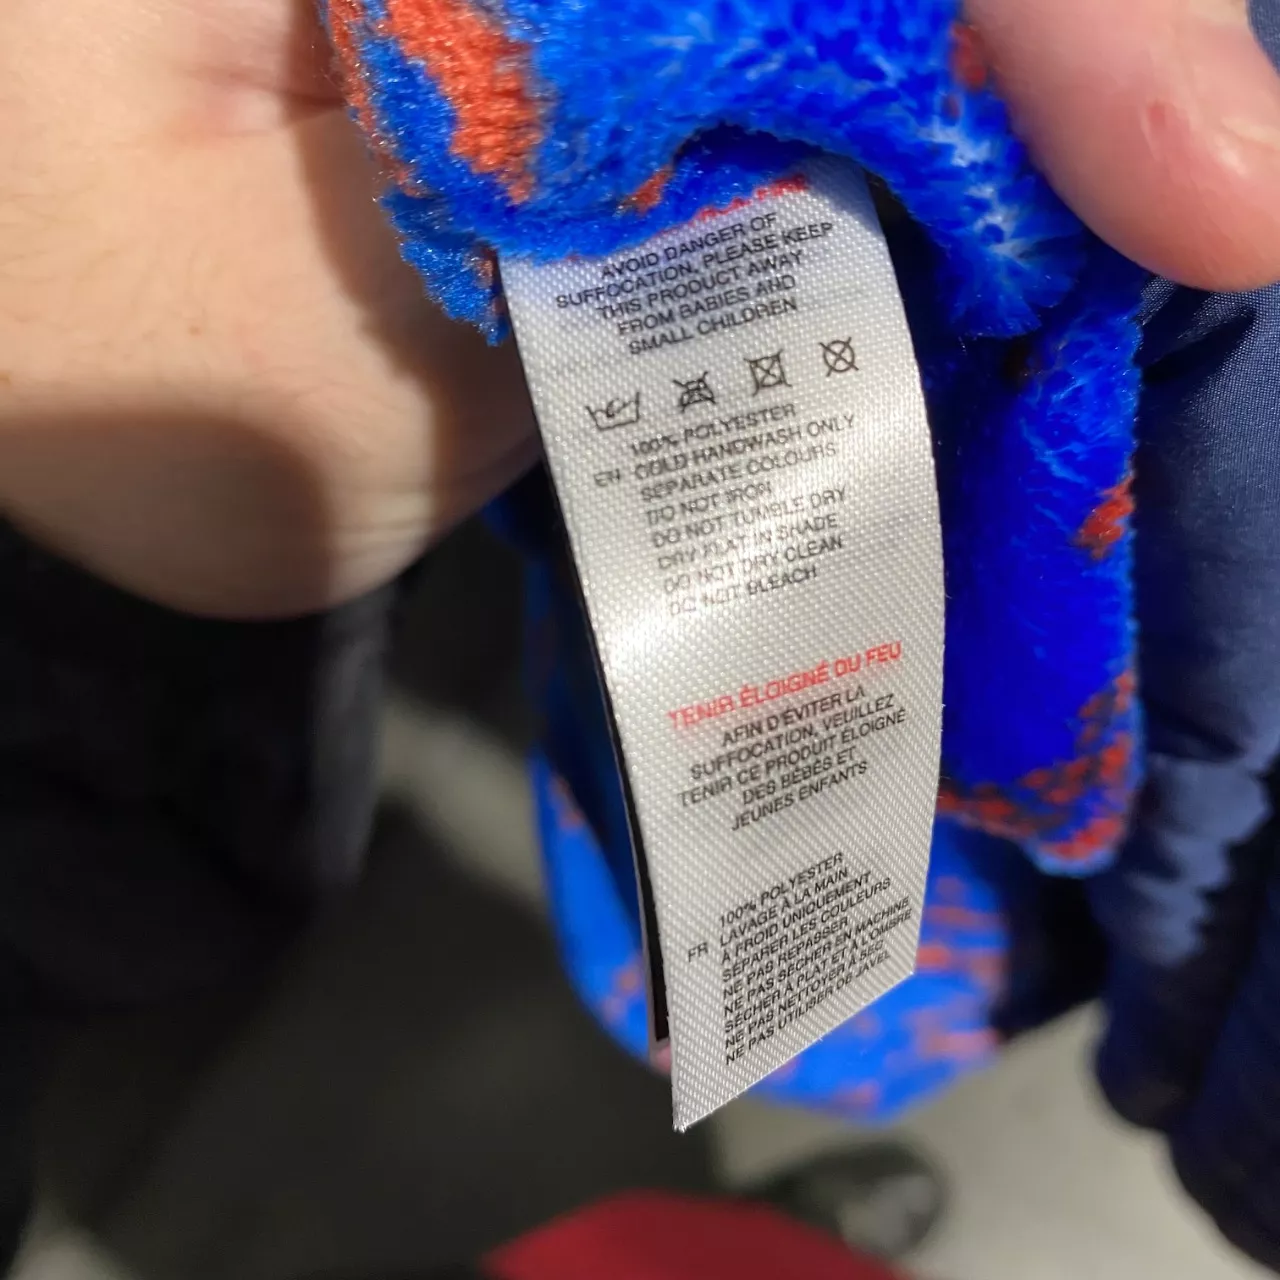 FIRE
AVOID DANGER OF
SUFFOCATION, PLEASE KEEP
THIS PRODUCT AWAY
FROM BABIES AND
SMALL CHILDREN
100% POLYESTER
EN COLD HANDWASH ONLY
SEPARATE COLOURS
DO NOT IRON
DO NOT TUMBLE DRY
DRY FLAT IN SHADE
DO NOT DRY CLEAN
DO NOT BLEACH
TENIR ÉLOIGNÉ DU FEU
AFIN D'ÉVITER LA
SUFFOCATION, VEUILLEZ
TENIR CE PRODUIT ÉLOIGNÉ
DES BÉBÉS ET
JEUNES ENFANTS
100% POLYESTER
FR LAVAGE À LA MAIN
À FROID UNIQUEMENT
SÉPARER LES COULEURS
NE PAS REPASSER
NE PAS SÉCHER EN MACHINE
SÉCHER À PLAT ET À L'OMBRE
NE PAS NETTOYER À SEC
NE PAS UTILISER DE JAVEL